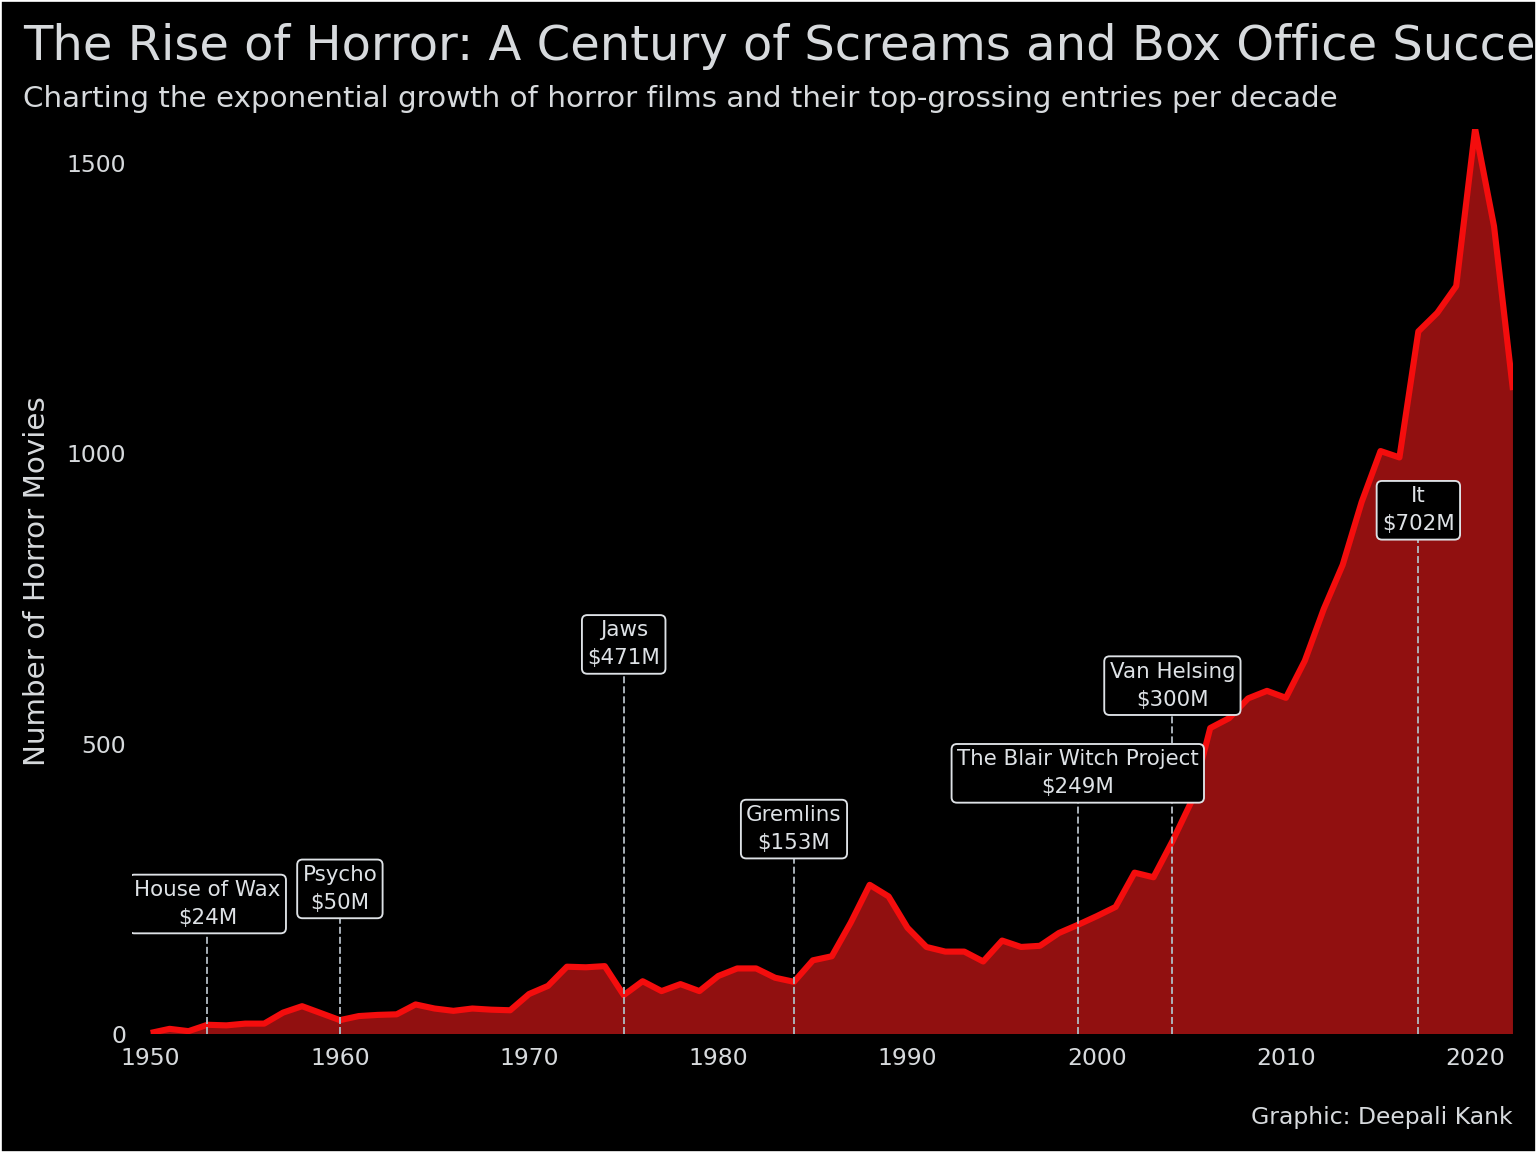 The Rise of Horror: A Century of Screams and Box Office Succe
Charting the exponential growth of horror films and their top-grossing entries per decade
Number of Horror Movies
1500
1000
500
0
It
$702M
Jaws
$471M
Van Helsing
$300M
The Blair Witch Project
$249M
Gremlins
$153M
Psycho
$50M
House of Wax
$24M
1950 1960 1970 1980 1990 2000 2010 2020
Graphic: Deepali Kank